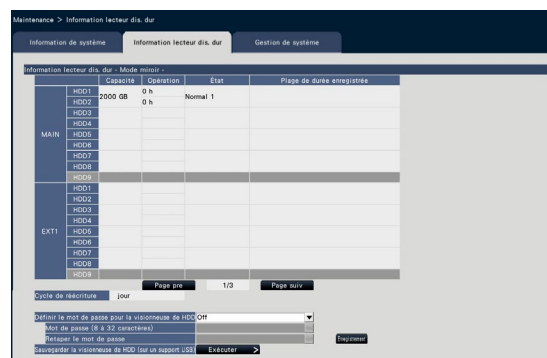 Maintenance > Information lecteur dis. dur
Information de système Information lecteur dis. dur Gestion de système
Information lecteur dis. dur - Mode miroir -
Capacité Opération État Plage de durée enregistrée
MAIN
HDD1 2000 GB 0 h Normal 1
HDD2 0 h
HDD3
HDD4
HDD5
HDD6
HDD7
HDD8
HDD9
EXT1
HDD1
HDD2
HDD3
HDD4
HDD5
HDD6
HDD7
HDD8
HDD9
Page pre 1/3 Page suiv
Cycle de réécriture jour
Définir le mot de passe pour la visionneuse de HDD Off
Mot de passe (8 à 32 caractères)
Retaper le mot de passe Enregistrement
Sauvegarder la visionneuse de HDD (sur un support USB) Exécuter >